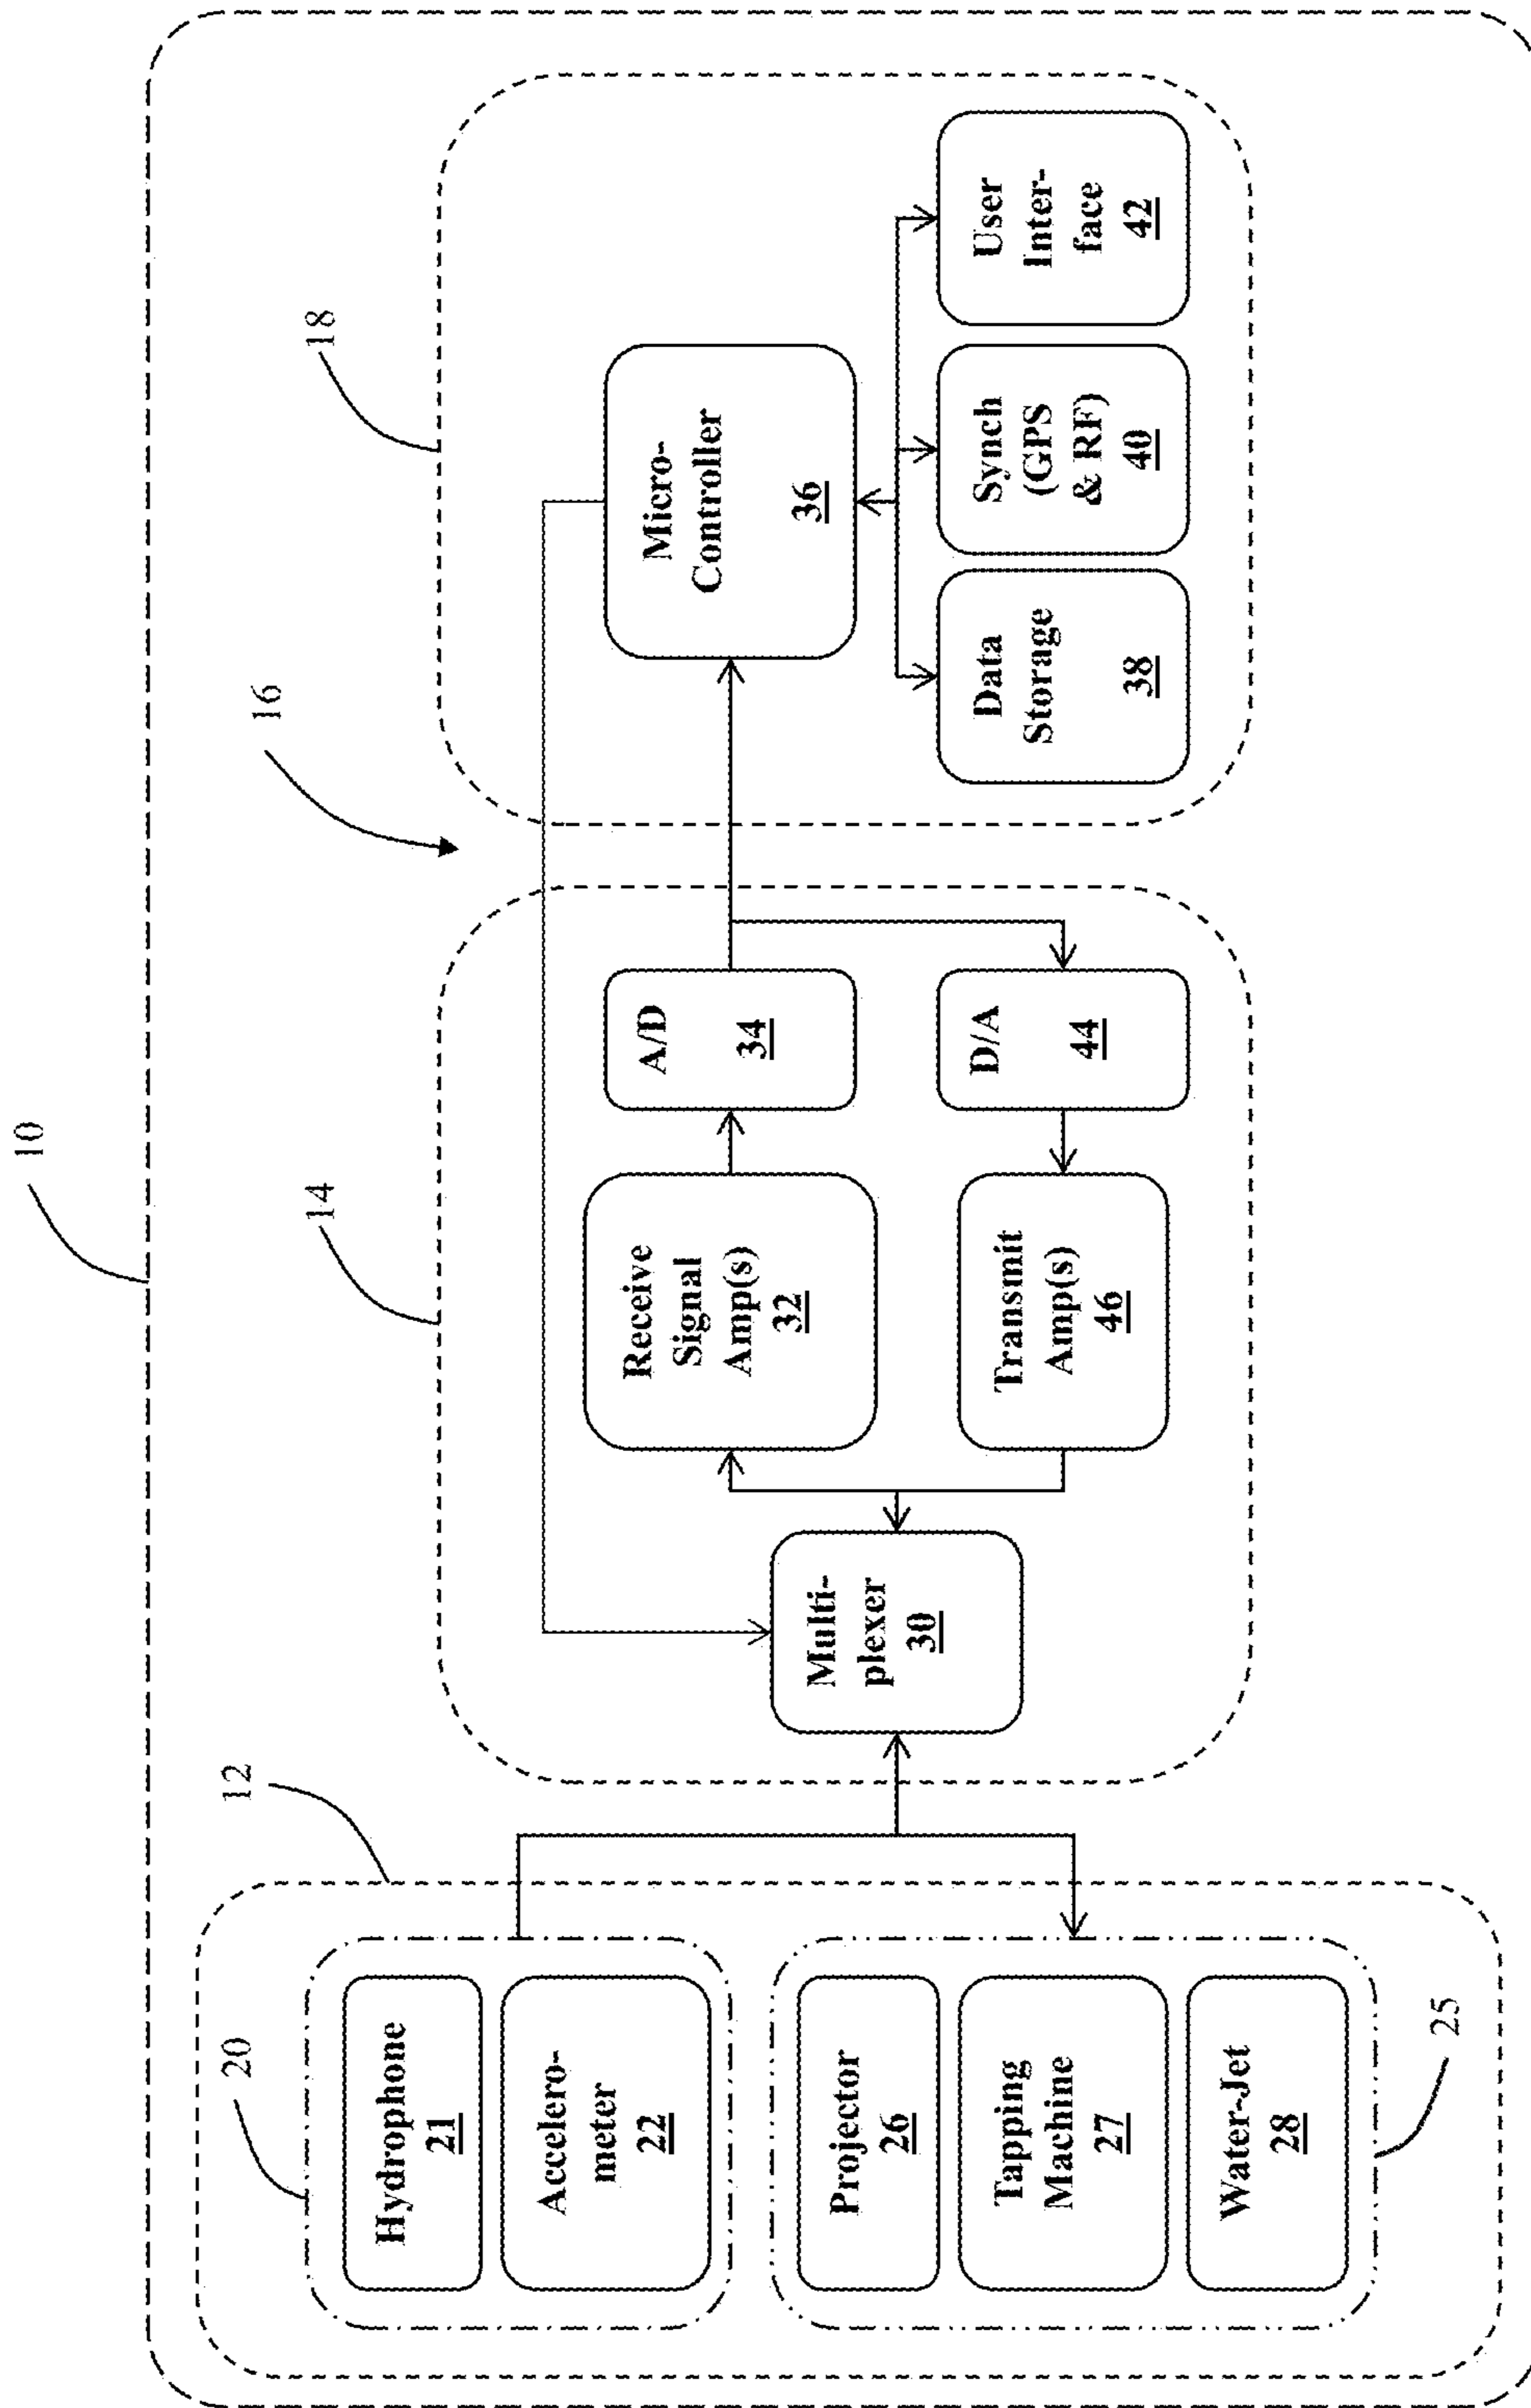 10
12
14
16
18
20
Hydrophone
21
Accelero-
meter
22
Projector
26
Tapping
Machine
27
Water-Jet
28
25
Multi-
plexer
30
Receive
Signal
Amp(s)
32
A/D
34
Transmit
Amp(s)
46
D/A
44
Micro-
Controller
36
Data
Storage
38
Synch
(GPS
& RF)
40
User
Inter-
face
42